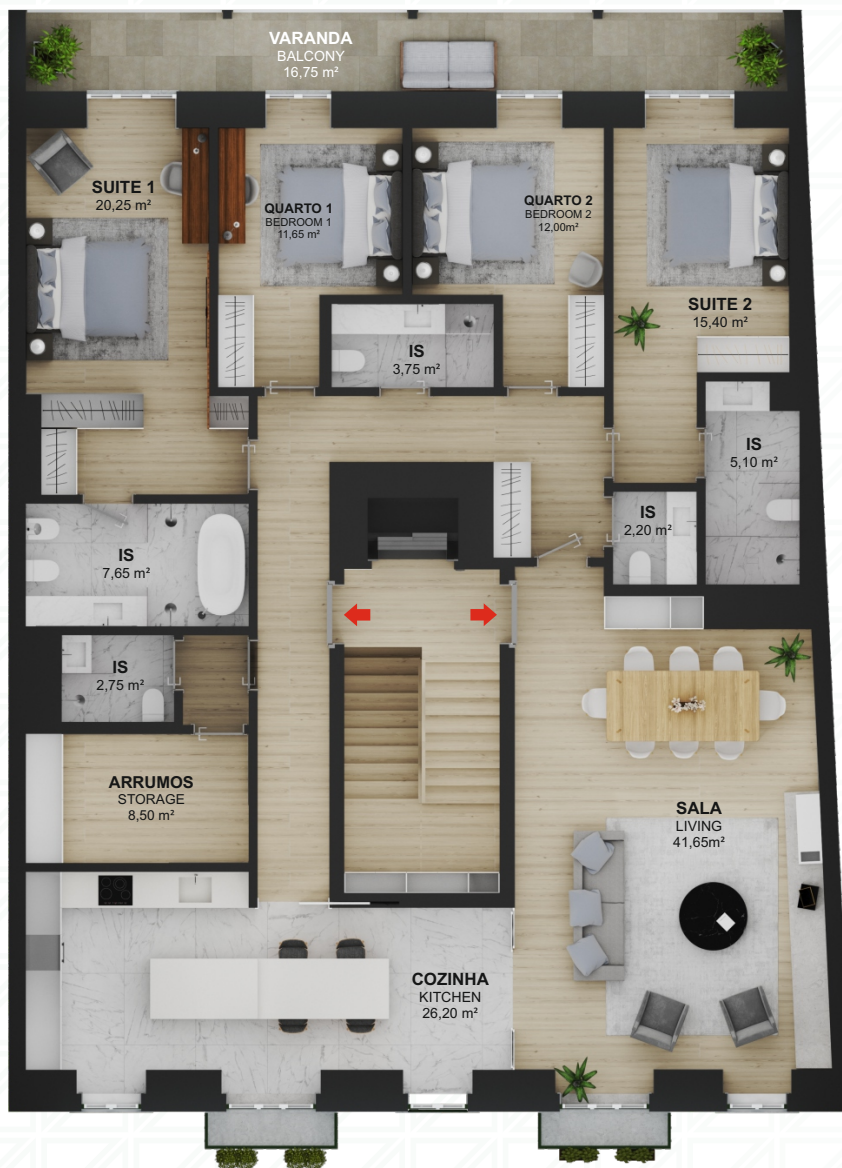 VARANDA
BALCONY
16,75 m²
SUITE 1
20,25 m²
QUARTO 1
BEDROOM 1
11,65 m²
QUARTO 2
BEDROOM 2
12,00m²
SUITE 2
15,40 m²
IS
3,75 m²
IS
5,10 m²
IS
2,20 m²
IS
7,65 m²
IS
2,75 m²
ARRUMOS
STORAGE
8,50 m²
SALA
LIVING
41,65m²
COZINHA
KITCHEN
26,20 m²